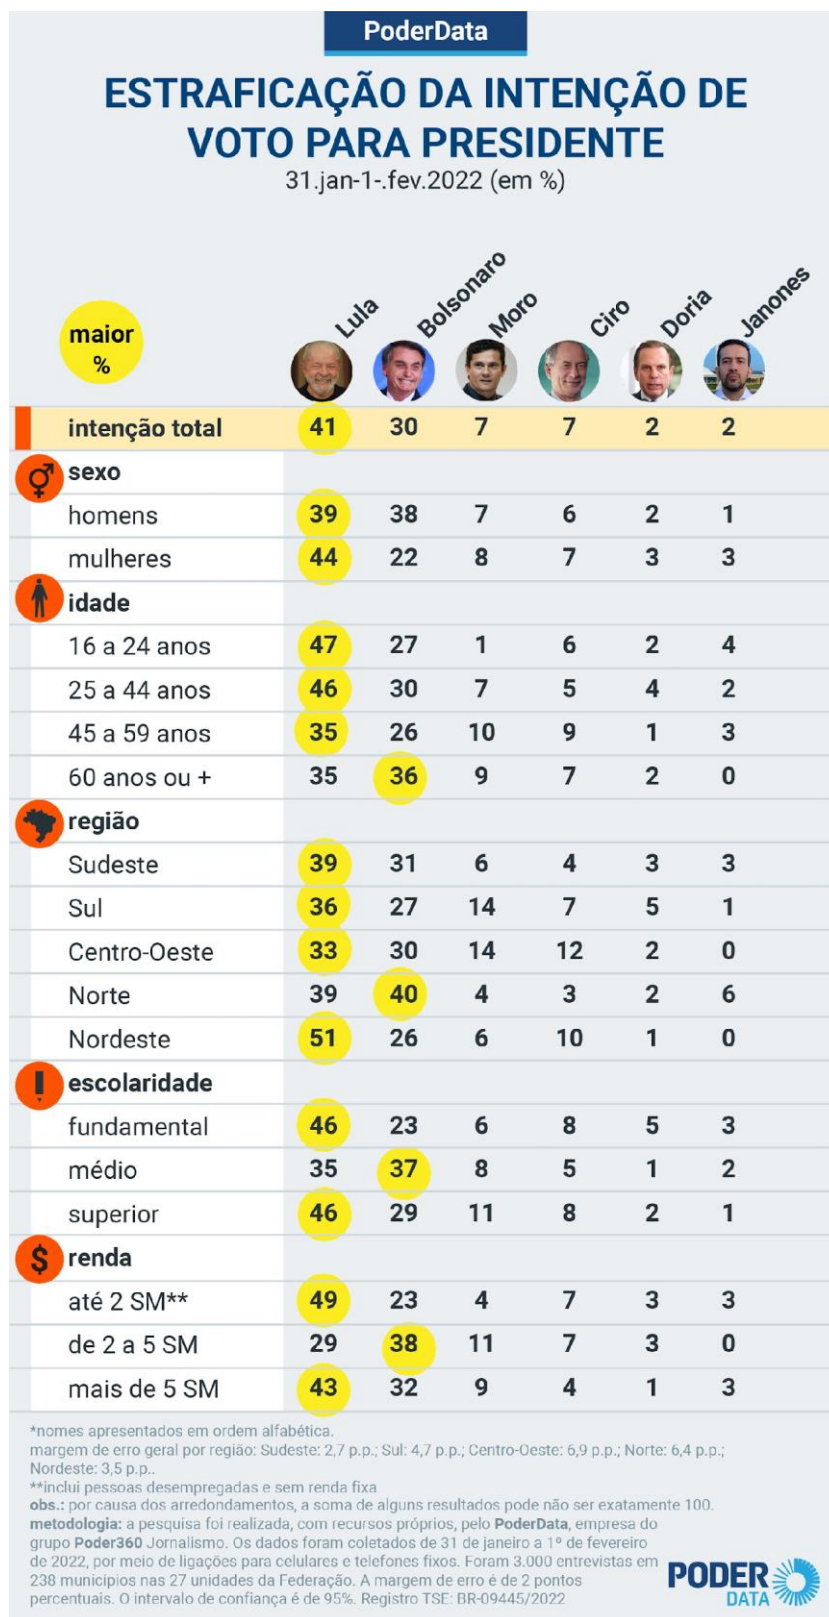 PoderData
ESTRAFICAÇÃO DA INTENÇÃO DE
VOTO PARA PRESIDENTE
31.jan-1-.fev.2022 (em %)
maior
%
Lula Bolsonaro Moro Ciro Doria Janones
intenção total 41 30 7 7 2 2
sexo
homens 39 38 7 6 2 1
mulheres 44 22 8 7 3 3
idade
16 a 24 anos 47 27 1 6 2 4
25 a 44 anos 46 30 7 5 4 2
45 a 59 anos 35 26 10 9 1 3
60 anos ou + 35 36 9 7 2 0
região
Sudeste 39 31 6 4 3 3
Sul 36 27 14 7 5 1
Centro-Oeste 33 30 14 12 2 0
Norte 39 40 4 3 2 6
Nordeste 51 26 6 10 1 0
escolaridade
fundamental 46 23 6 8 5 3
médio 35 37 8 5 1 2
superior 46 29 11 8 2 1
$ renda
até 2 SM** 49 23 4 7 3 3
de 2 a 5 SM 29 38 11 7 3 0
mais de 5 SM 43 32 9 4 1 3
*nomes apresentados em ordem alfabética.
margem de erro geral por região: Sudeste: 2,7 p.p.; Sul: 4,7 p.p.; Centro-Oeste: 6,9 p.p.; Norte: 6,4 p.p.;
Nordeste: 3,5 p.p..
**inclui pessoas desempregadas e sem renda fixa
obs.: por causa dos arredondamentos, a soma de alguns resultados pode não ser exatamente 100.
metodologia: a pesquisa foi realizada, com recursos próprios, pelo PoderData, empresa do
grupo Poder360 Jornalismo. Os dados foram coletados de 31 de janeiro a 1º de fevereiro
de 2022, por meio de ligações para celulares e telefones fixos. Foram 3.000 entrevistas em
238 municípios nas 27 unidades da Federação. A margem de erro é de 2 pontos
percentuais. O intervalo de confiança é de 95%. Registro TSE: BR-09445/2022
PODER
DATA